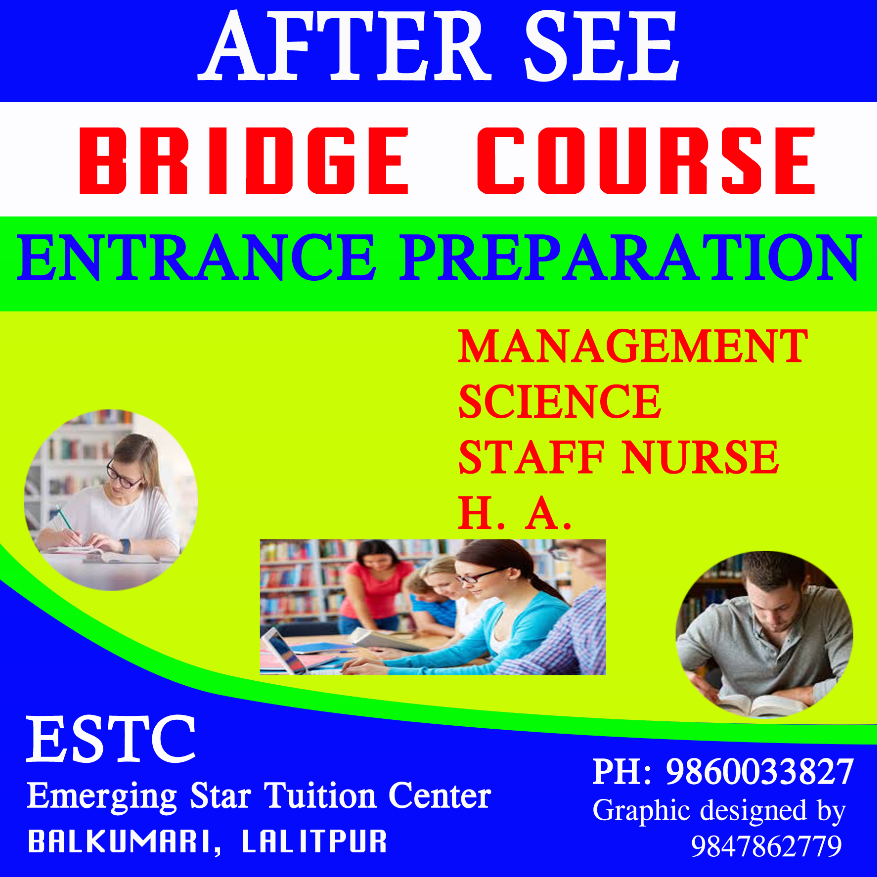 AFTER SEE
BRIDGE COURSE
ENTRANCE PREPARATION
MANAGEMENT
SCIENCE
STAFF NURSE
H. A.
ESTC
Emerging Star Tuition Center
BALKUMARI, LALITPUR
PH: 9860033827
Graphic designed by
9847862779